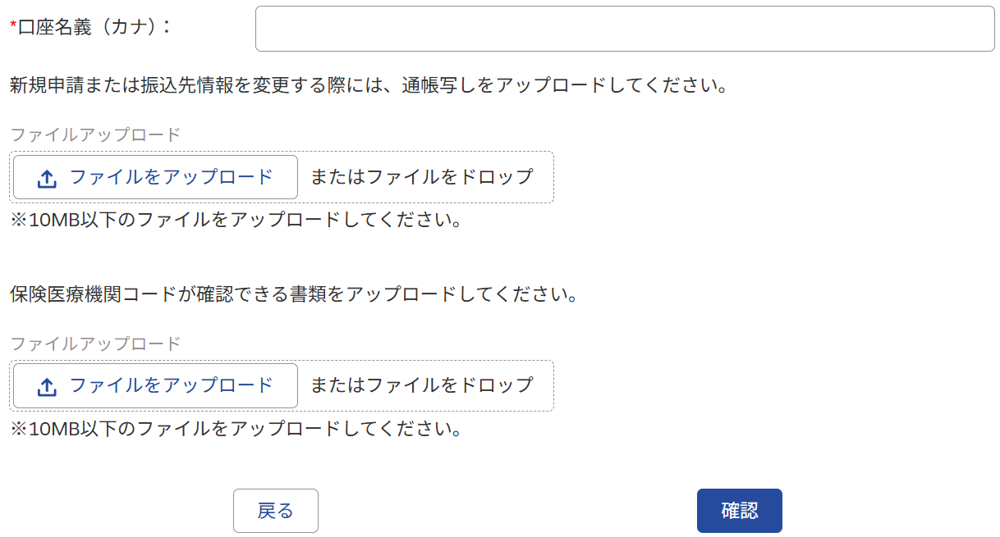 *口座名義（カナ）：
新規申請または振込先情報を変更する際には、通帳写しをアップロードしてください。
ファイルアップロード
ファイルをアップロード またはファイルをドロップ
※10MB以下のファイルをアップロードしてください。
保険医療機関コードが確認できる書類をアップロードしてください。
ファイルアップロード
ファイルをアップロード またはファイルをドロップ
※10MB以下のファイルをアップロードしてください。
戻る 確認